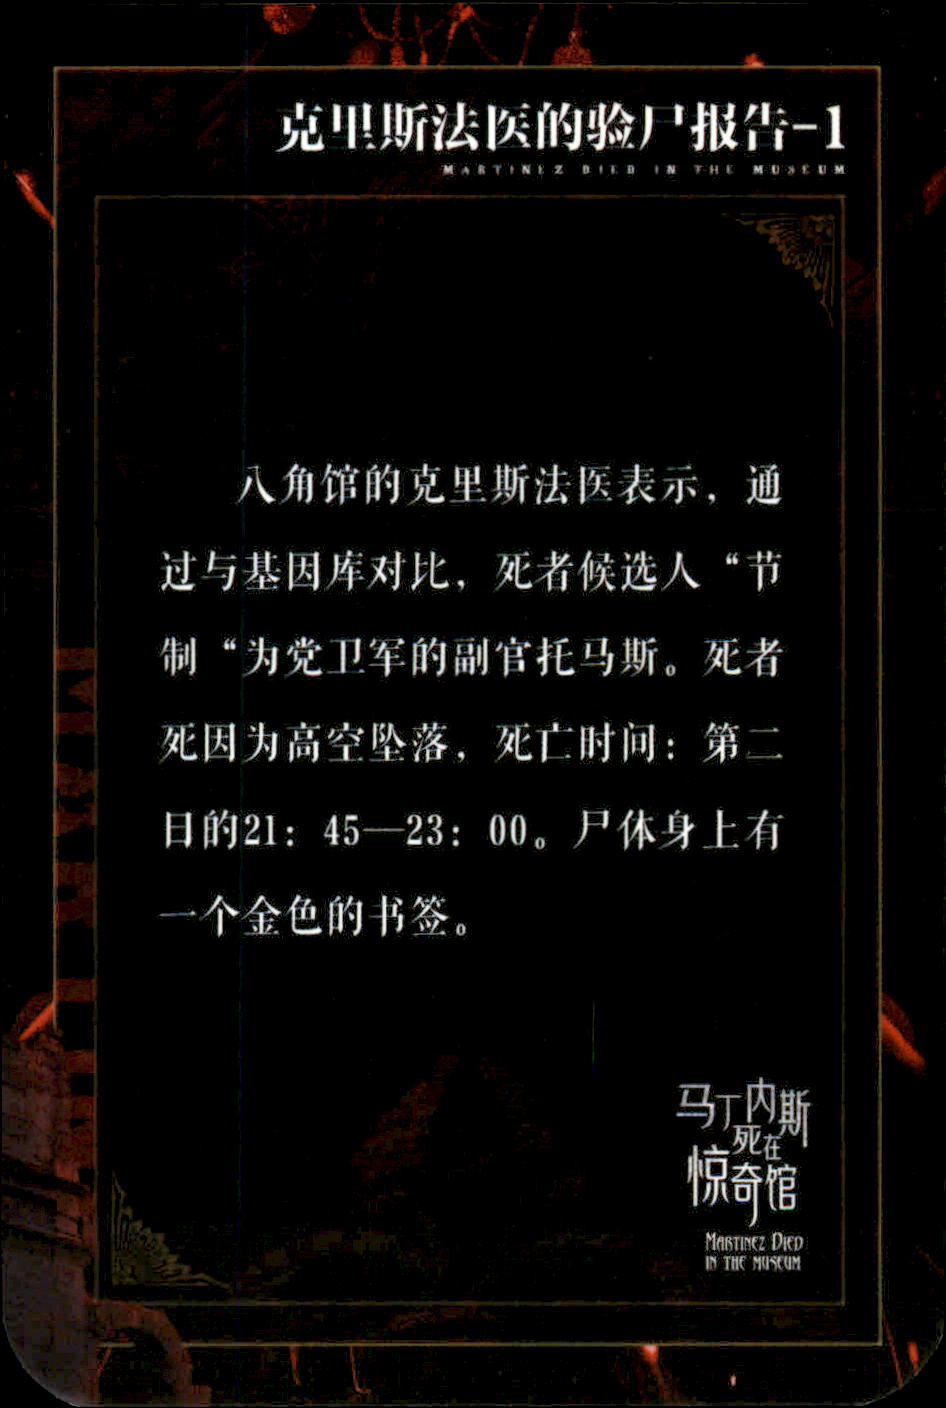 克里斯法医的验尸报告-1
MARTINEZ DIED IN THE MUSEUM
八角馆的克里斯法医表示，通
过与基因库对比，死者候选人“节
制“为党卫军的副官托马斯。死者
死因为高空坠落，死亡时间：第二
日的21：45—23：00。尸体身上有
一个金色的书签。
马丁内斯
死在
惊奇馆
MARTINEZ DIED
IN THE MUSEUM